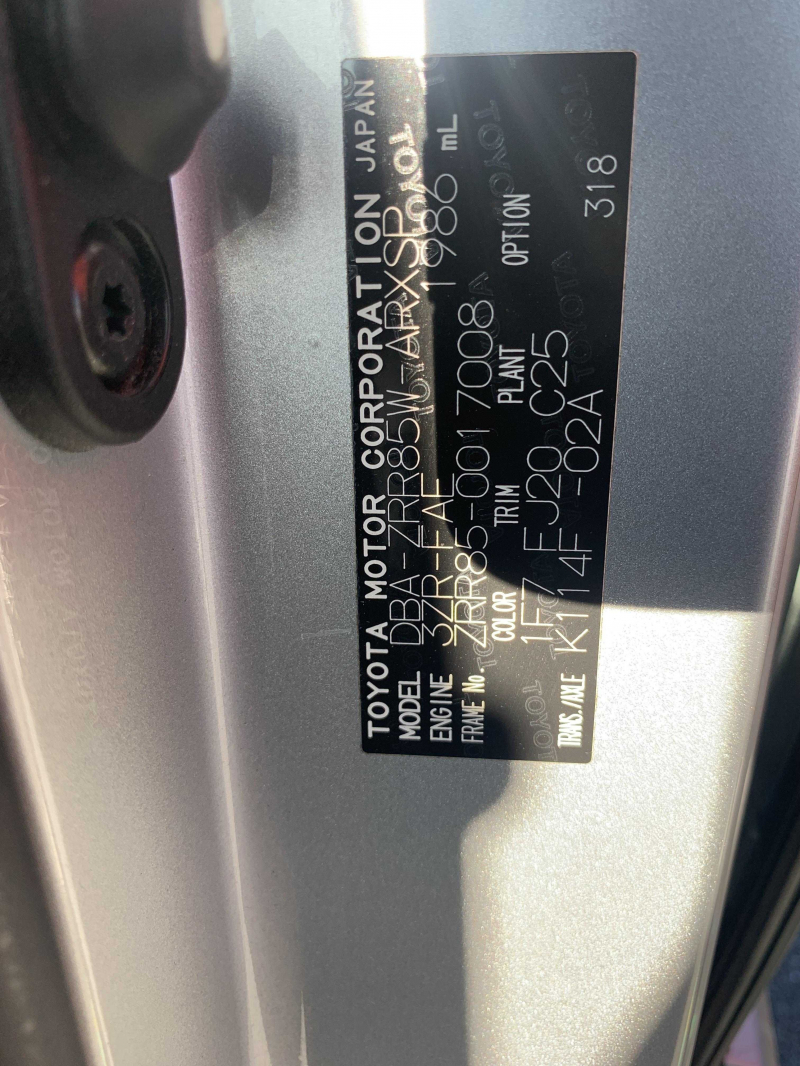 TOYOTA MOTOR CORPORATION JAPAN
MODEL DBA-ZRR85W-APXSP
ENGINE 3ZR-FAE 1986 mL
FRAME No. ZRR85-0017008
COLOR TRIM PLANT OPTION
1F7 FJ20 C25 318
TRANS./AXLE K114F -02A